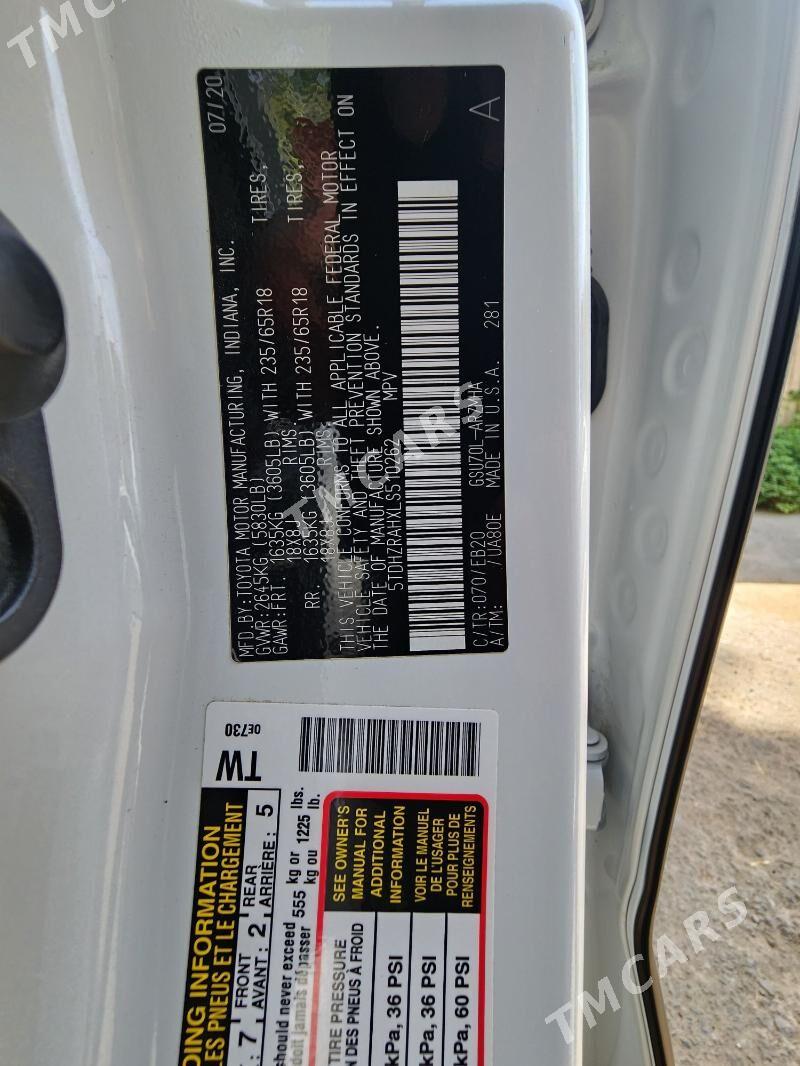 07/20
MFD.BY:TOYOTA MOTOR MANUFACTURING, INDIANA, INC.
GVWR:2645KG (5830LB)
GAWR:FRT. 1635KG (3605LB) WITH 235/65R18 TIRES,
18X8J RIMS,
RR. 1635KG (3605LB) WITH 235/65R18 TIRES,
18X8J RIMS,
THIS VEHICLE CONFORMS TO ALL APPLICABLE FEDERAL MOTOR
VEHICLE SAFETY AND THEFT PREVENTION STANDARDS IN EFFECT ON
THE DATE OF MANUFACTURE SHOWN ABOVE.
5TDHZRAHXLS510262 MPV
C/TR:070/EB20 GSU70L-
A/TM: /UA80E MADE IN U.S.A. 281
A
TW
0E730
DING INFORMATION
LES PNEUS ET LE CHARGEMENT
: 7 FRONT 2 REAR 5
AVANT: ARRIÈRE:
should never exceed 555 kg or 1225 lbs.
doit jamais dépasser kg ou lb.
TIRE PRESSURE
N DES PNEUS À FROID
SEE OWNER'S
MANUAL FOR
ADDITIONAL
INFORMATION
VOIR LE MANUEL
DE L'USAGER
POUR PLUS DE
RENSEIGNEMENTS
kPa, 36 PSI
kPa, 36 PSI
kPa, 60 PSI
TMCARS
TMCARS
TMCARS